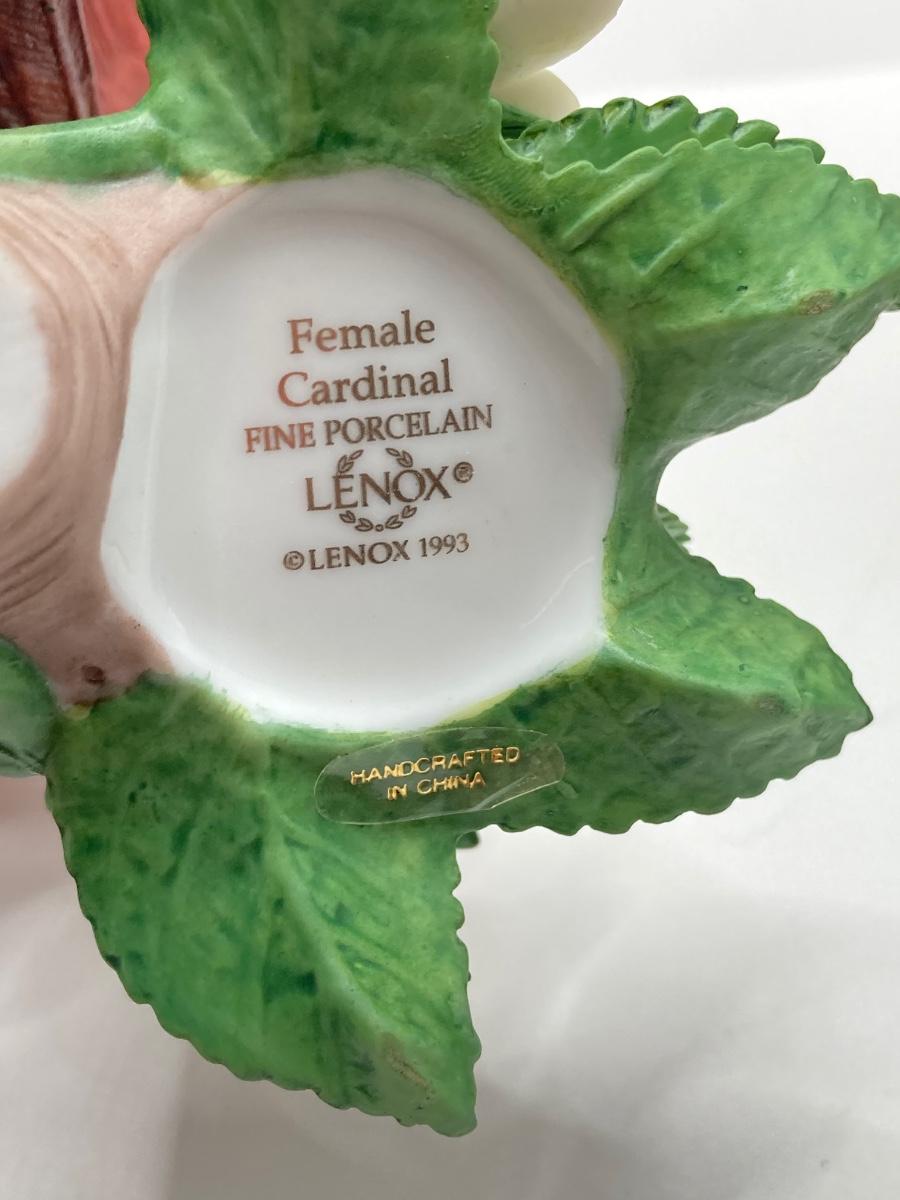 Female
Cardinal
FINE PORCELAIN
LENOX®
© LENOX 1993
HANDCRAFTED
IN CHINA